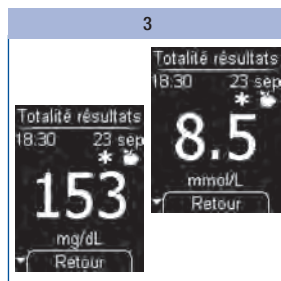 3
Totalité résultats
18:30 23 sep
153
mg/dL
Retour
Totalité résultats
18:30 23 sep
8.5
mmol/L
Retour